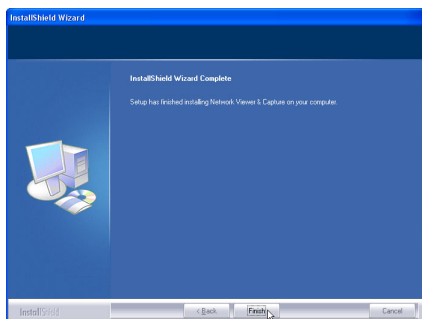 InstallShield Wizard
InstallShield Wizard Complete
Setup has finished installing Network Viewer & Capture on your computer.
InstallShield
< Back
Finish
Cancel